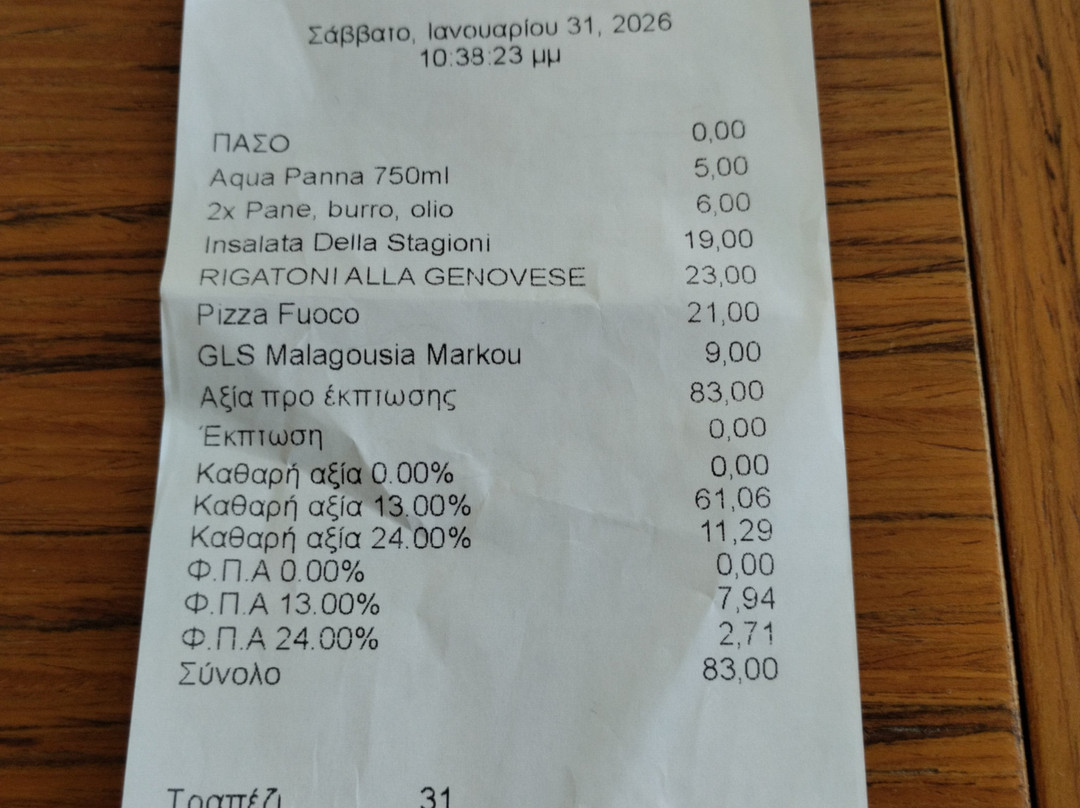 Σάββατο, Ιανουαρίου 31, 2026
10:38:23 μμ
ΠΑΣΟ 0,00
Aqua Panna 750ml 5,00
2x Pane, burro, olio 6,00
Insalata Della Stagioni 19,00
RIGATONI ALLA GENOVESE 23,00
Pizza Fuoco 21,00
GLS Malagousia Markou 9,00
Αξία προ έκπτωσης 83,00
Έκπτωση 0,00
Καθαρή αξία 0.00% 0,00
Καθαρή αξία 13.00% 61,06
Καθαρή αξία 24.00% 11,29
Φ.Π.Α 0.00% 0,00
Φ.Π.Α 13.00% 7,94
Φ.Π.Α 24.00% 2,71
Σύνολο 83,00
Τραπέζι 31